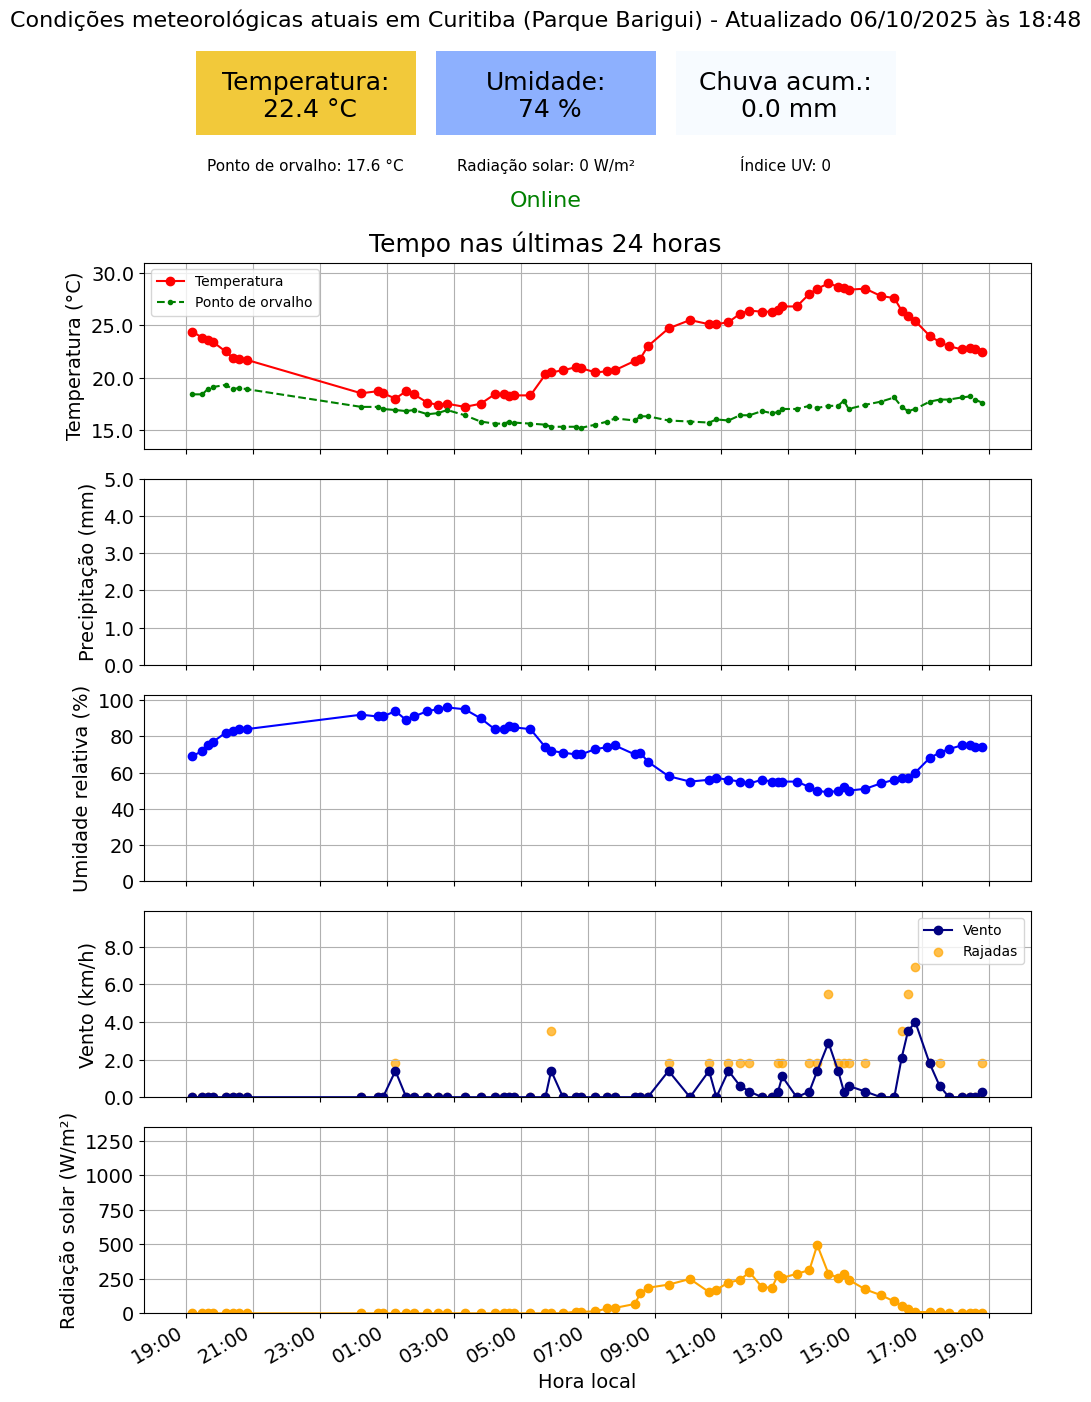 Condições meteorológicas atuais em Curitiba (Parque Barigui) - Atualizado 06/10/2025 às 18:48
Temperatura:
22.4 °C
Umidade:
74 %
Chuva acum.:
0.0 mm
Ponto de orvalho: 17.6 °C
Radiação solar: 0 W/m²
Índice UV: 0
Online
Tempo nas últimas 24 horas
Temperatura (°C)
30.0
25.0
20.0
15.0
Temperatura
Ponto de orvalho
Precipitação (mm)
5.0
4.0
3.0
2.0
1.0
0.0
Umidade relativa (%)
100
80
60
40
20
0
Vento (km/h)
8.0
6.0
4.0
2.0
0.0
Vento
Rajadas
Radiação solar (W/m²)
1250
1000
750
500
250
0
19:00
21:00
23:00
01:00
03:00
05:00
07:00
09:00
11:00
13:00
15:00
17:00
19:00
Hora local